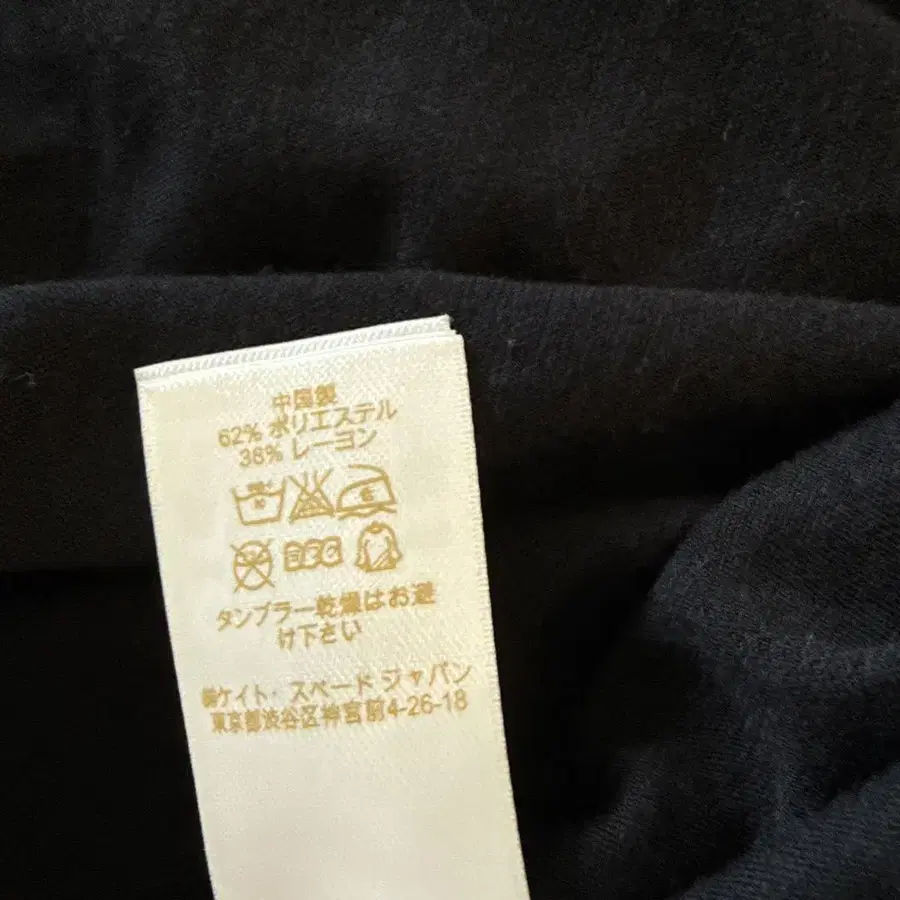 中国製
62% ポリエステル
38% レーヨン
タンブラー乾燥はお避
け下さい
㈱ケイト・スペード ジャパン
東京都渋谷区神宮前4-26-18